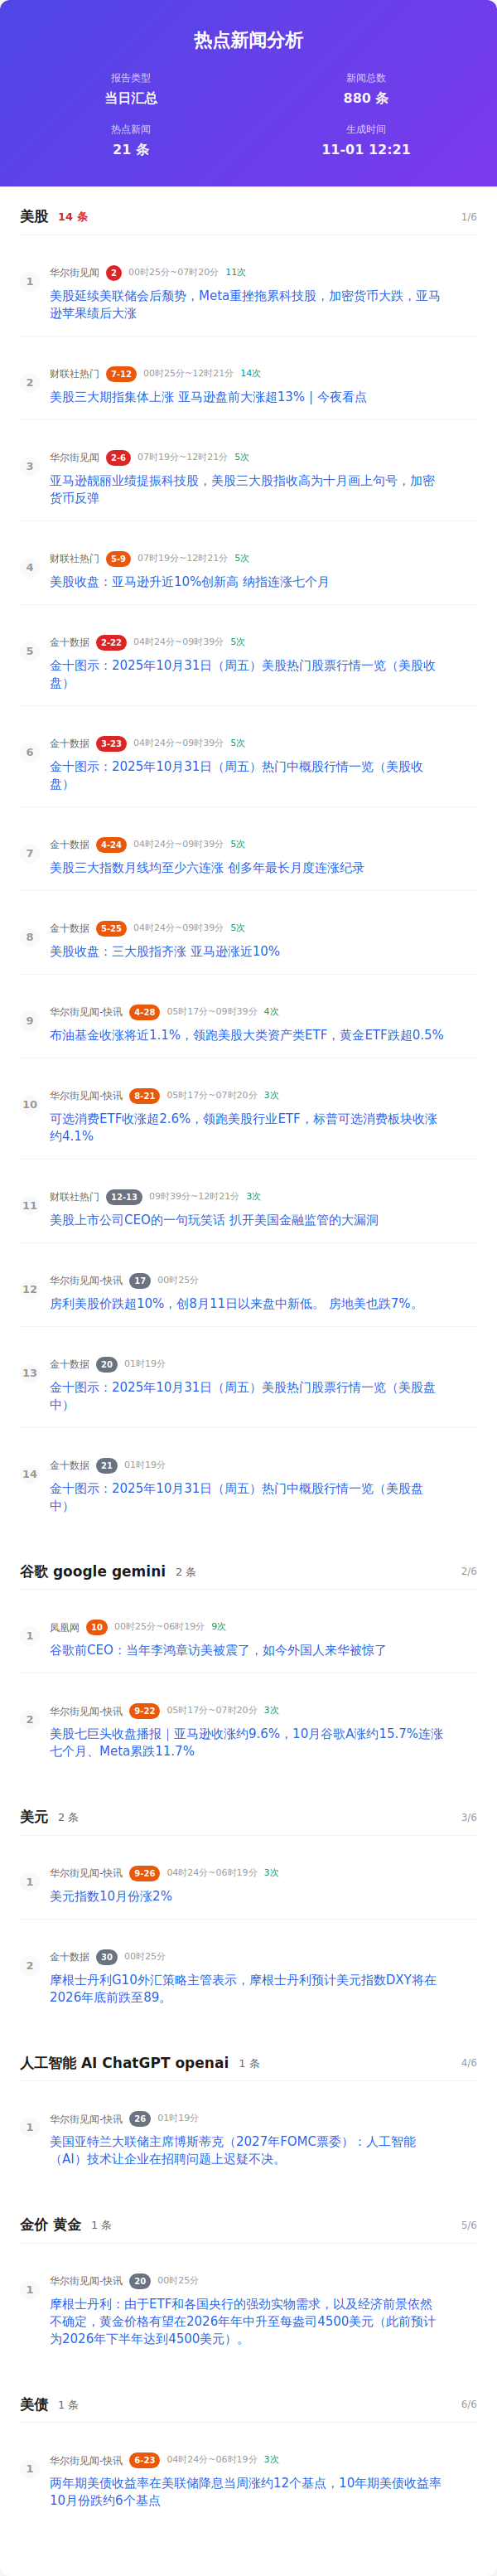 热点新闻分析
报告类型
当日汇总
新闻总数
880 条
热点新闻
21 条
生成时间
11-01 12:21
美股 14 条 1/6
1 华尔街见闻 2 00时25分~07时20分 11次
美股延续美联储会后颓势，Meta重挫拖累科技股，加密货币大跌，亚马
逊苹果绩后大涨
2 财联社热门 7-12 00时25分~12时21分 14次
美股三大期指集体上涨 亚马逊盘前大涨超13% | 今夜看点
3 华尔街见闻 2-6 07时19分~12时21分 5次
亚马逊靓丽业绩提振科技股，美股三大股指收高为十月画上句号，加密
货币反弹
4 财联社热门 5-9 07时19分~12时21分 5次
美股收盘：亚马逊升近10%创新高 纳指连涨七个月
5 金十数据 2-22 04时24分~09时39分 5次
金十图示：2025年10月31日（周五）美股热门股票行情一览（美股收
盘）
6 金十数据 3-23 04时24分~09时39分 5次
金十图示：2025年10月31日（周五）热门中概股行情一览（美股收
盘）
7 金十数据 4-24 04时24分~09时39分 5次
美股三大指数月线均至少六连涨 创多年最长月度连涨纪录
8 金十数据 5-25 04时24分~09时39分 5次
美股收盘：三大股指齐涨 亚马逊涨近10%
9 华尔街见闻-快讯 4-28 05时17分~09时39分 4次
布油基金收涨将近1.1%，领跑美股大类资产类ETF，黄金ETF跌超0.5%
10 华尔街见闻-快讯 8-21 05时17分~07时20分 3次
可选消费ETF收涨超2.6%，领跑美股行业ETF，标普可选消费板块收涨
约4.1%
11 财联社热门 12-13 09时39分~12时21分 3次
美股上市公司CEO的一句玩笑话 扒开美国金融监管的大漏洞
12 华尔街见闻-快讯 17 00时25分
房利美股价跌超10%，创8月11日以来盘中新低。 房地美也跌7%。
13 金十数据 20 01时19分
金十图示：2025年10月31日（周五）美股热门股票行情一览（美股盘
中）
14 金十数据 21 01时19分
金十图示：2025年10月31日（周五）热门中概股行情一览（美股盘
中）
谷歌 google gemini 2 条 2/6
1 凤凰网 10 00时25分~06时19分 9次
谷歌前CEO：当年李鸿章访美被震了，如今外国人来华被惊了
2 华尔街见闻-快讯 9-22 05时17分~07时20分 3次
美股七巨头收盘播报｜亚马逊收涨约9.6%，10月谷歌A涨约15.7%连涨
七个月、Meta累跌11.7%
美元 2 条 3/6
1 华尔街见闻-快讯 9-26 04时24分~06时19分 3次
美元指数10月份涨2%
2 金十数据 30 00时25分
摩根士丹利G10外汇策略主管表示，摩根士丹利预计美元指数DXY将在
2026年底前跌至89。
人工智能 AI ChatGPT openai 1 条 4/6
1 华尔街见闻-快讯 26 01时19分
美国亚特兰大联储主席博斯蒂克（2027年FOMC票委）：人工智能
（AI）技术让企业在招聘问题上迟疑不决。
金价 黄金 1 条 5/6
1 华尔街见闻-快讯 20 00时25分
摩根士丹利：由于ETF和各国央行的强劲实物需求，以及经济前景依然
不确定，黄金价格有望在2026年年中升至每盎司4500美元（此前预计
为2026年下半年达到4500美元）。
美债 1 条 6/6
1 华尔街见闻-快讯 6-23 04时24分~06时19分 3次
两年期美债收益率在美联储降息当周涨约12个基点，10年期美债收益率
10月份跌约6个基点